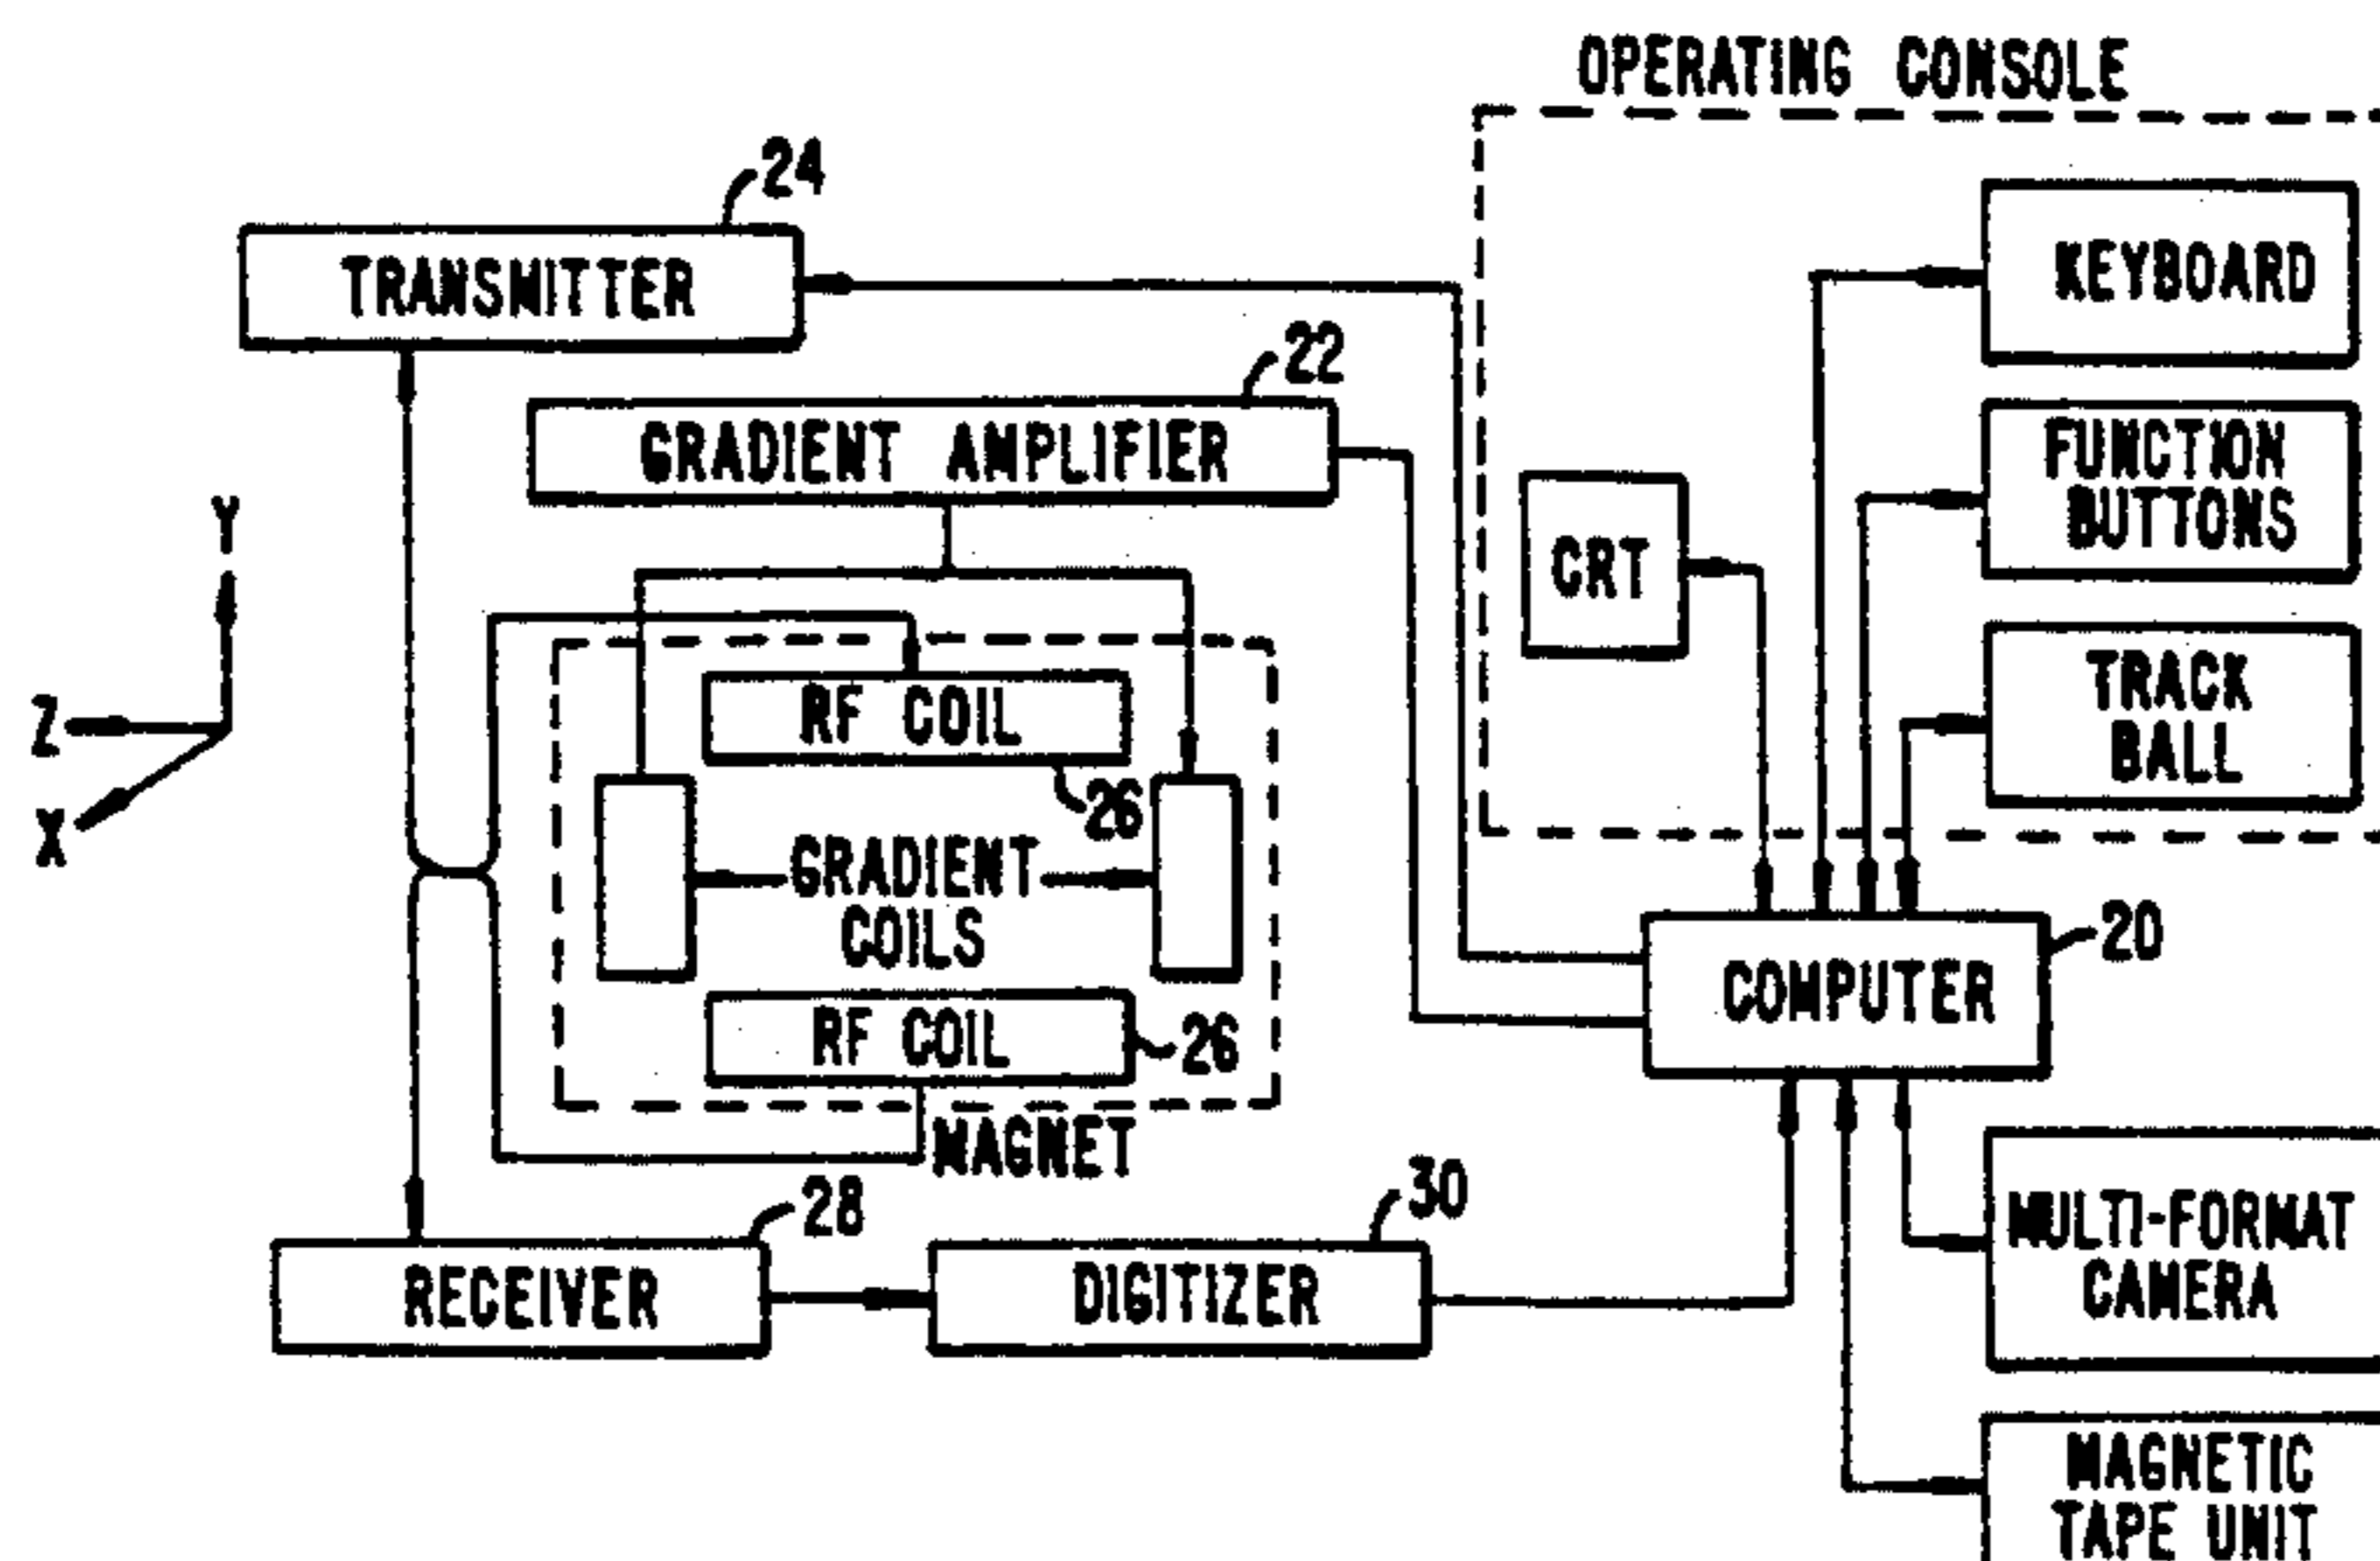 OPERATING CONSOLE
24
TRANSMITTER
KEYBOARD
22
GRADIENT AMPLIFIER
FUNCTION
BUTTONS
Y
CRT
TRACK
BALL
RF COIL
Z
26
X
GRADIENT
COILS
20
COMPUTER
RF COIL
26
MAGNET
28
30
MULTI-FORMAT
CAMERA
RECEIVER
DIGITIZER
MAGNETIC
TAPE UNIT